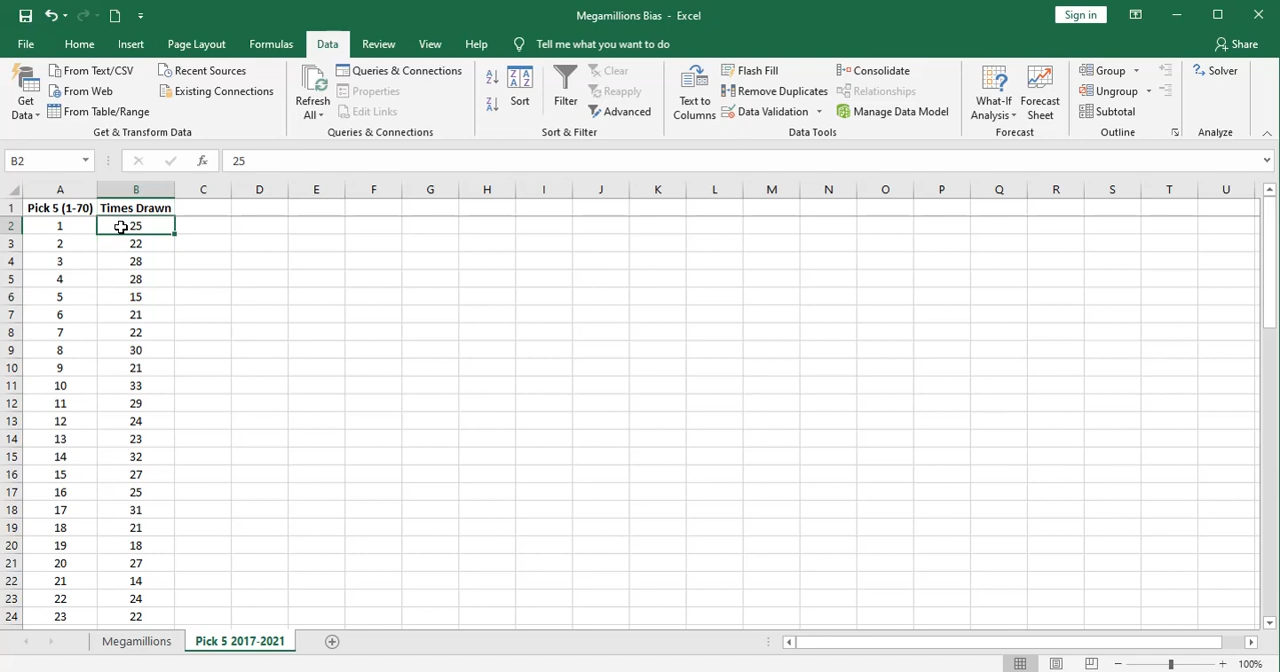 Megamillions Bias - Excel
Sign in
File Home Insert Page Layout Formulas Data Review View Help Tell me what you want to do Share
Get Data
From Text/CSV
From Web
From Table/Range
Recent Sources
Existing Connections
Get & Transform Data
Refresh All
Queries & Connections
Properties
Edit Links
Queries & Connections
Sort
Filter
Clear
Reapply
Advanced
Sort & Filter
Text to Columns
Flash Fill
Remove Duplicates
Data Validation
Consolidate
Relationships
Manage Data Model
Data Tools
What-If Analysis
Forecast Sheet
Forecast
Group
Ungroup
Subtotal
Outline
Solver
Analyze
B2 fx 25
A B C D E F G H I J K L M N O P Q R S T U
1 Pick 5 (1-70) Times Drawn
2 1 25
3 2 22
4 3 28
5 4 28
6 5 15
7 6 21
8 7 22
9 8 30
10 9 21
11 10 33
12 11 29
13 12 24
14 13 23
15 14 32
16 15 27
17 16 25
18 17 31
19 18 21
20 19 18
21 20 27
22 21 14
23 22 24
24 23 22
Megamillions Pick 5 2017-2021
100%